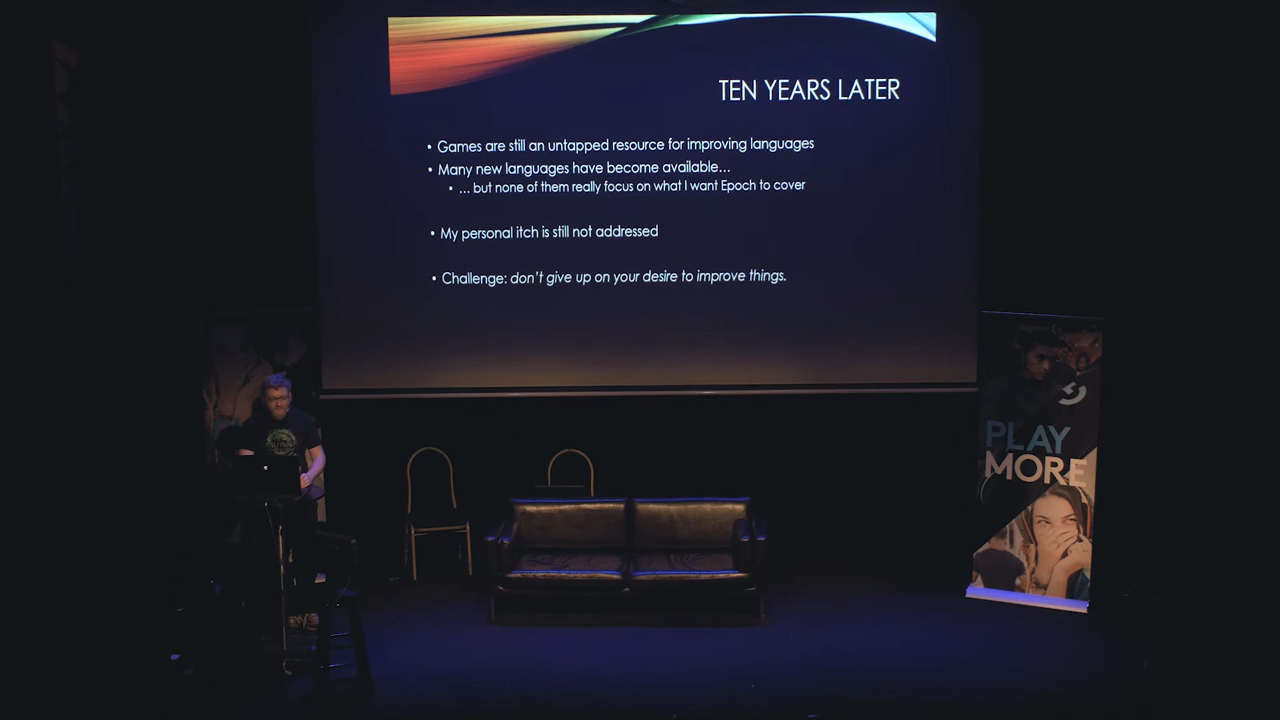 TEN YEARS LATER
• Games are still an untapped resource for improving languages
• Many new languages have become available...
• ... but none of them really focus on what I want Epoch to cover
• My personal itch is still not addressed
• Challenge: don't give up on your desire to improve things.
PLAY
MORE